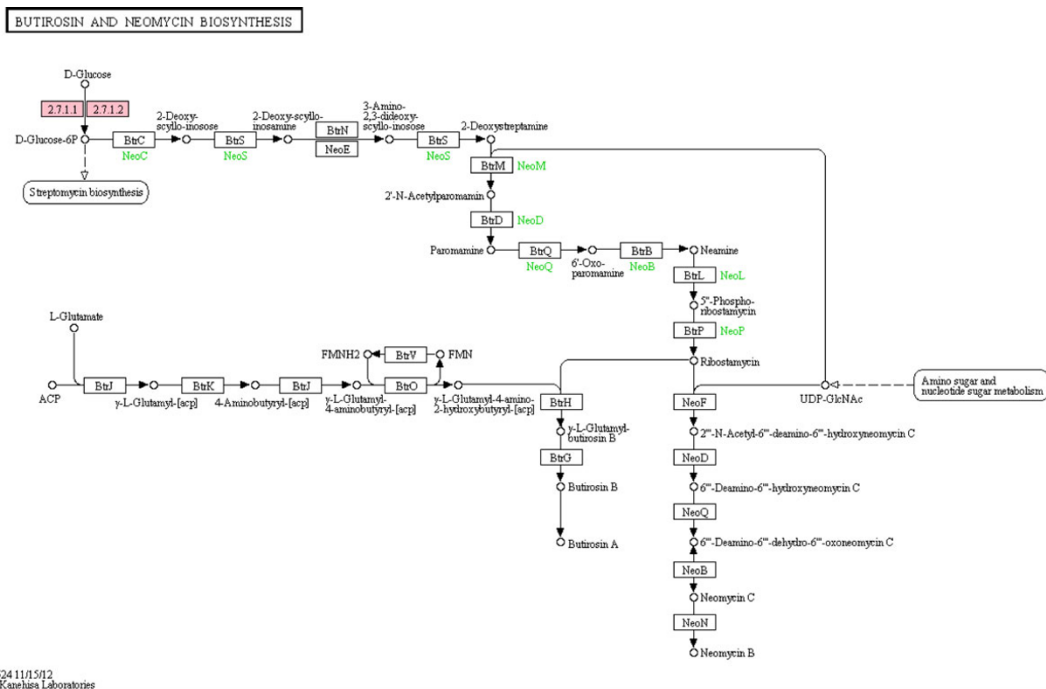 BUTIROSIN AND NEOMYCIN BIOSYNTHESIS
D-Glucose
2.7.1.1
2.7.1.2
D-Glucose-6P
BtrC
NeoC
2-Deoxy-
scyllo-inosose
BtrS
NeoS
2-Deoxy-scyllo-
inosamine
BtrN
NeoE
3-Amino-
2,3-dideoxy-
scyllo-inosose
BtrS
NeoS
2-Deoxystreptamine
Streptomycin biosynthesis
BtrM
NeoM
2'-N-Acetylparomamin
BtrD
NeoD
Paromamine
BtrQ
NeoQ
6'-Oxo-
paromamine
BtrB
NeoB
Neamine
BtrL
NeoL
5''-Phospho-
ribostamycin
BtrP
NeoP
Ribostamycin
L-Glutamate
ACP
BtrJ
γ-L-Glutamyl-[acp]
BtrK
4-Aminobutyryl-[acp]
BtrJ
γ-L-Glutamyl-
4-aminobutyryl-[acp]
FMNH2
BtrV
FMN
BtrO
γ-L-Glutamyl-4-amino-
2-hydroxybutyryl-[acp]
BtrH
γ-L-Glutamyl-
butirosin B
BtrG
Butirosin B
Butirosin A
UDP-GlcNAc
Amino sugar and
nucleotide sugar metabolism
NeoF
2'''-N-Acetyl-6'''-deamino-6'''-hydroxyneomycin C
NeoD
6'''-Deamino-6'''-hydroxyneomycin C
NeoQ
6'''-Deamino-6'''-dehydro-6'''-oxoneomycin C
NeoB
Neomycin C
NeoN
Neomycin B
24 11/15/12
Kanehisa Laboratories